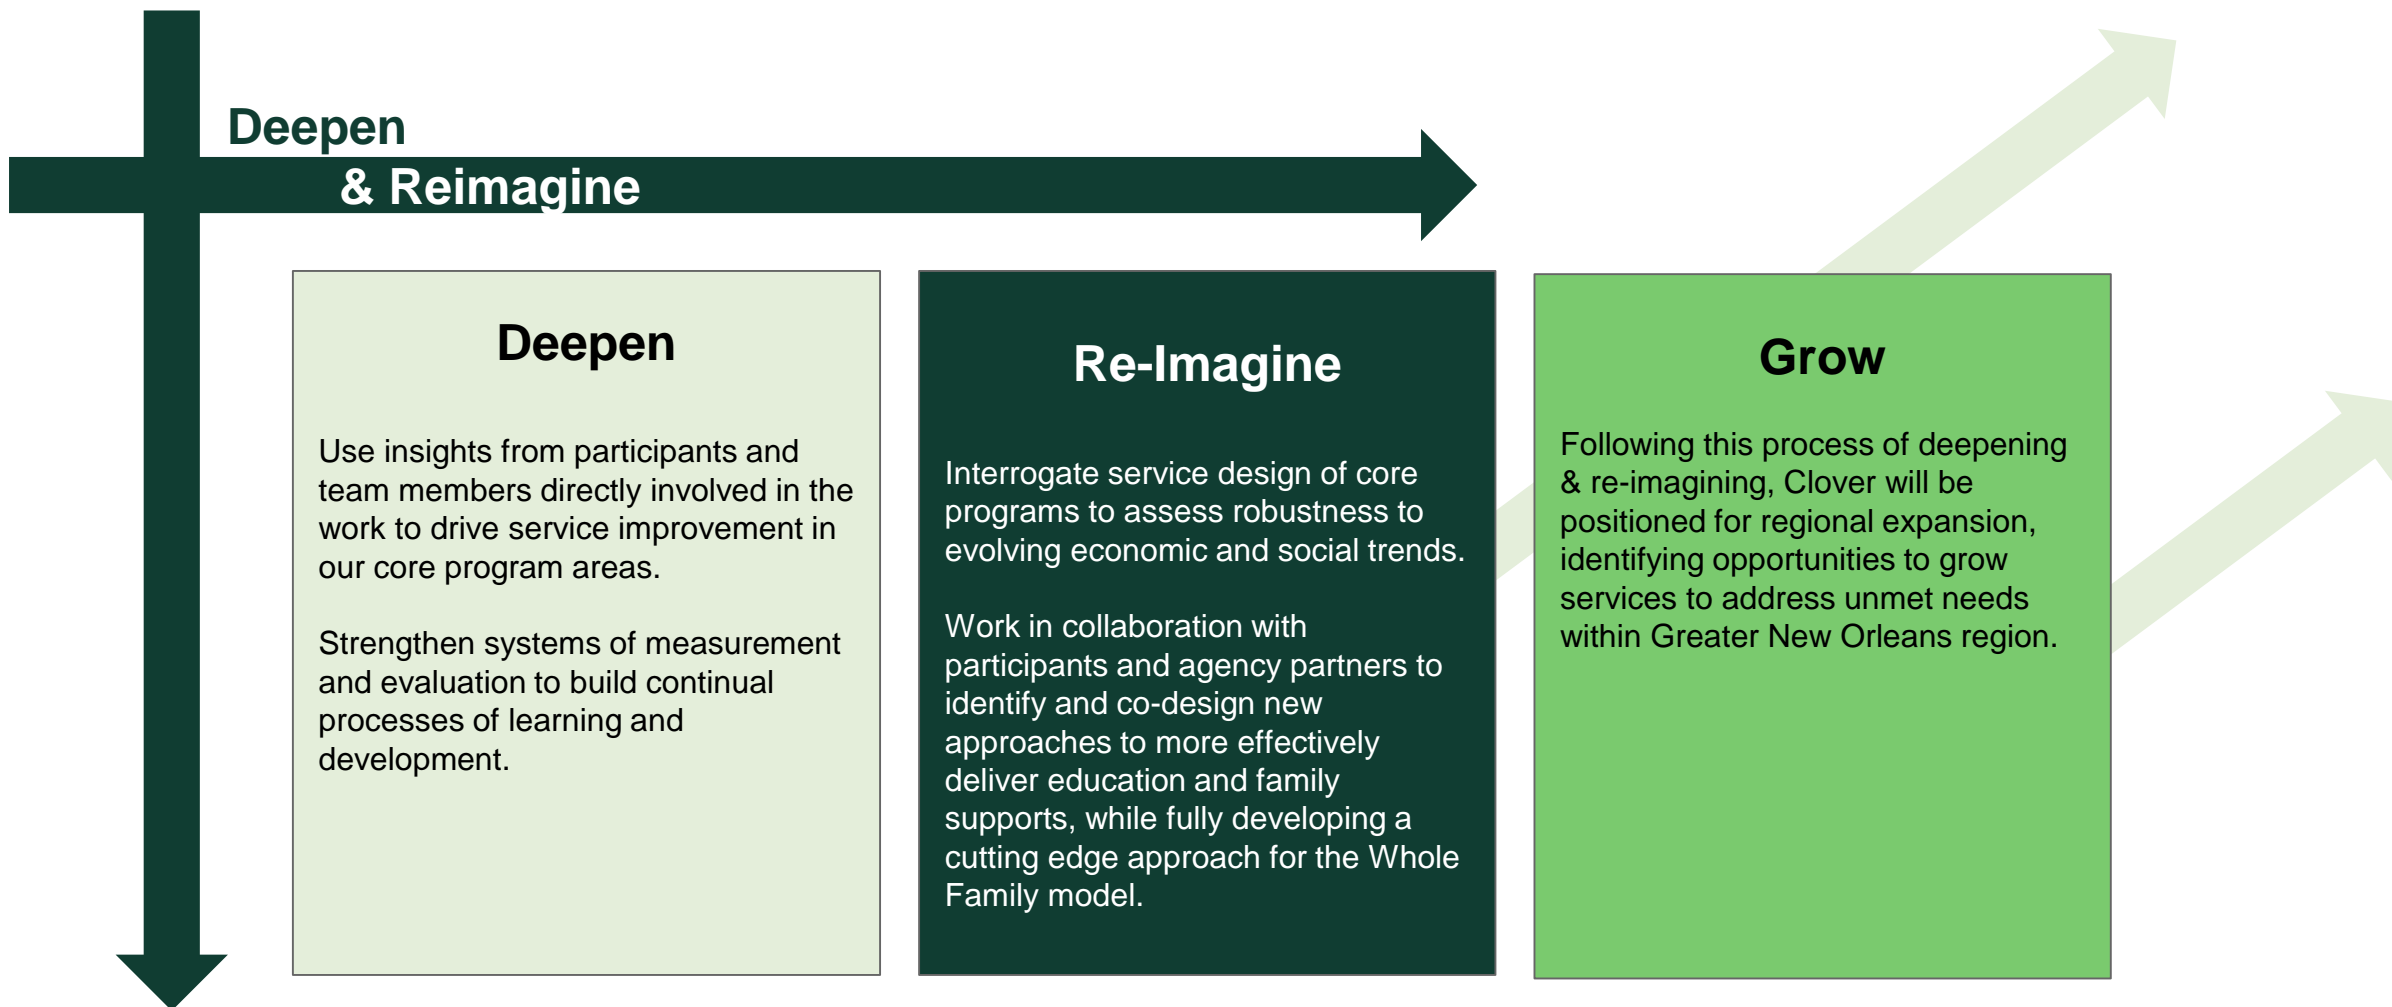 Deepen
& Reimagine
Deepen
Use insights from participants and
team members directly involved in the
work to drive service improvement in
our core program areas.
Strengthen systems of measurement
and evaluation to build continual
processes of learning and
development.
Re-Imagine
Interrogate service design of core
programs to assess robustness to
evolving economic and social trends.
Work in collaboration with
participants and agency partners to
identify and co-design new
approaches to more effectively
deliver education and family
supports, while fully developing a
cutting edge approach for the Whole
Family model.
Grow
Following this process of deepening
& re-imagining, Clover will be
positioned for regional expansion,
identifying opportunities to grow
services to address unmet needs
within Greater New Orleans region.